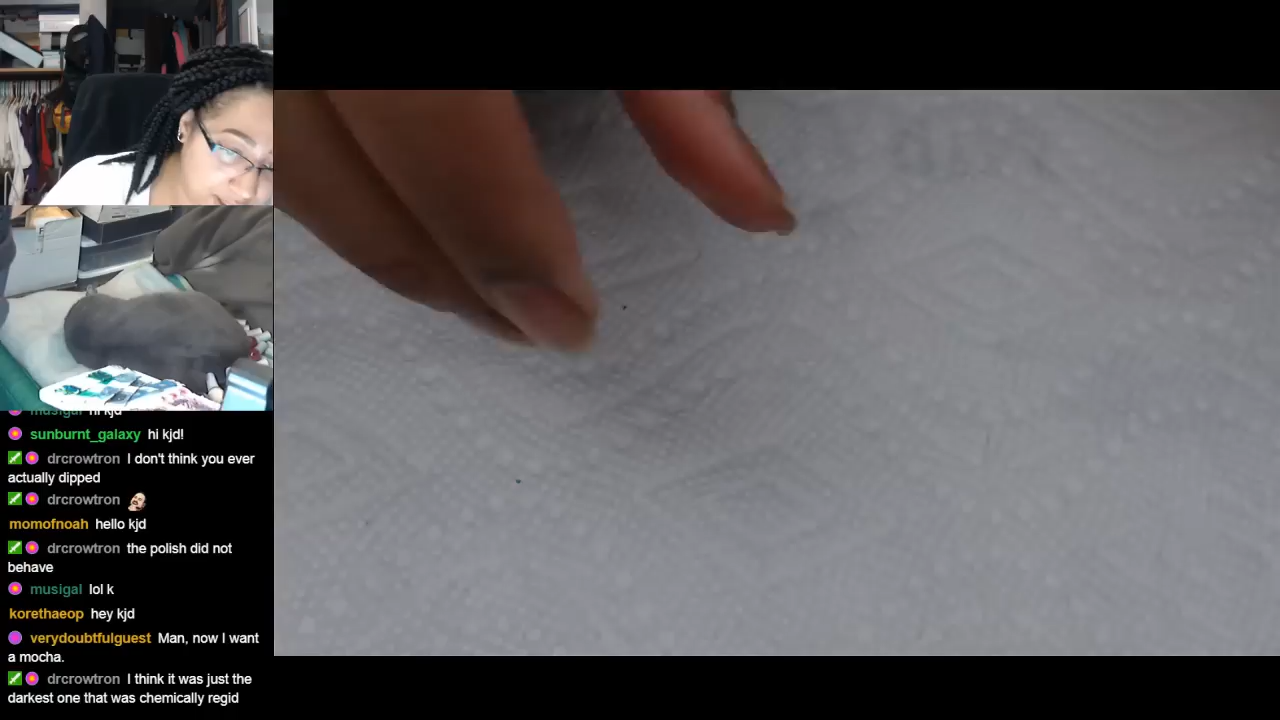 musigal hi kjd
sunburnt_galaxy hi kjd!
drcrowtron I don't think you ever
actually dipped
drcrowtron
momofnoah hello kjd
drcrowtron the polish did not
behave
musigal lol k
korethaeop hey kjd
verydoubtfulguest Man, now I want
a mocha.
drcrowtron I think it was just the
darkest one that was chemically regid